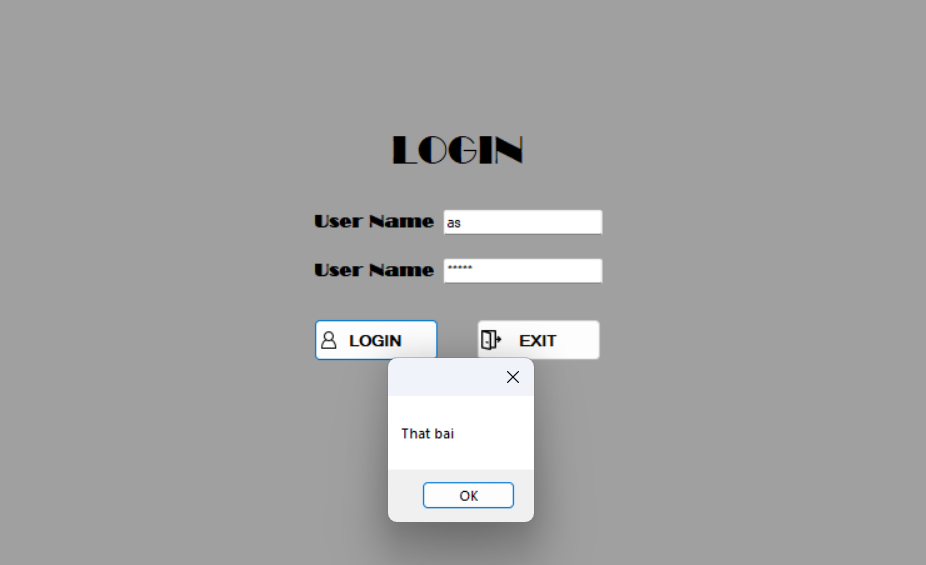 LOGIN
User Name as
User Name *****
LOGIN EXIT
That bai
OK